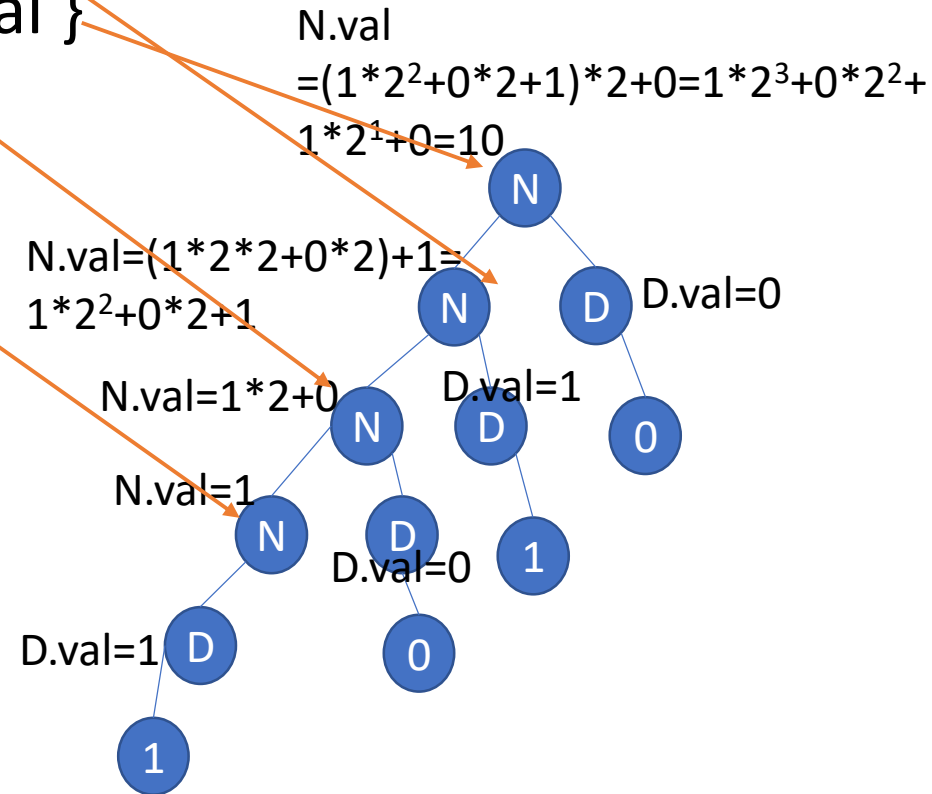 al }
N.val
=(1*2²+0*2+1)*2+0=1*2³+0*2²+
1*2¹+0=10
N
N.val=(1*2*2+0*2)+1=
1*2²+0*2+1
N
D
D.val=0
N.val=1*2+0
N
D.val=1
D
0
N.val=1
N
D
D.val=0
1
D.val=1
D
0
1